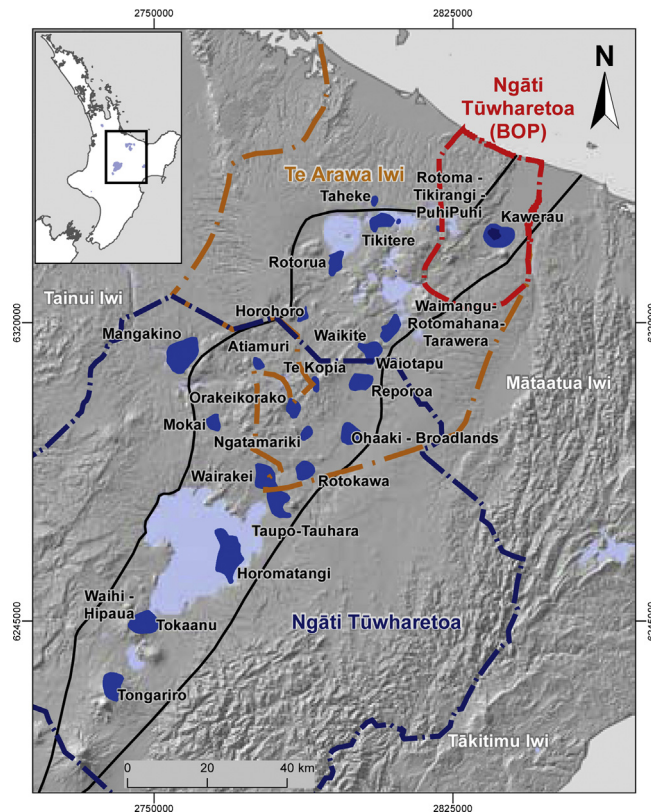 2750000
2825000
N
Ngāti
Tūwharetoa
(BOP)
Te Arawa Iwi
Taheke
Rotoma -
Tikirangi -
PuhiPuhi
Kawerau
Tikitere
Rotorua
Tainui Iwi
Horohoro
Waimangu-
Rotomahana-
Tarawera
6320000
6320000
Mangakino
Waikite
Atiamuri
Te Kopia
Waiotapu
Mātaatua Iwi
Reporoa
Orakeikorako
Mokai
Ngatamariki
Ohaaki - Broadlands
Wairakei
Rotokawa
Taupo-Tauhara
Horomatangi
Waihi -
Hipaua
Ngāti Tūwharetoa
6245000
6245000
Tokaanu
Tongariro
Tākitimu Iwi
0
20
40 km
2750000
2825000